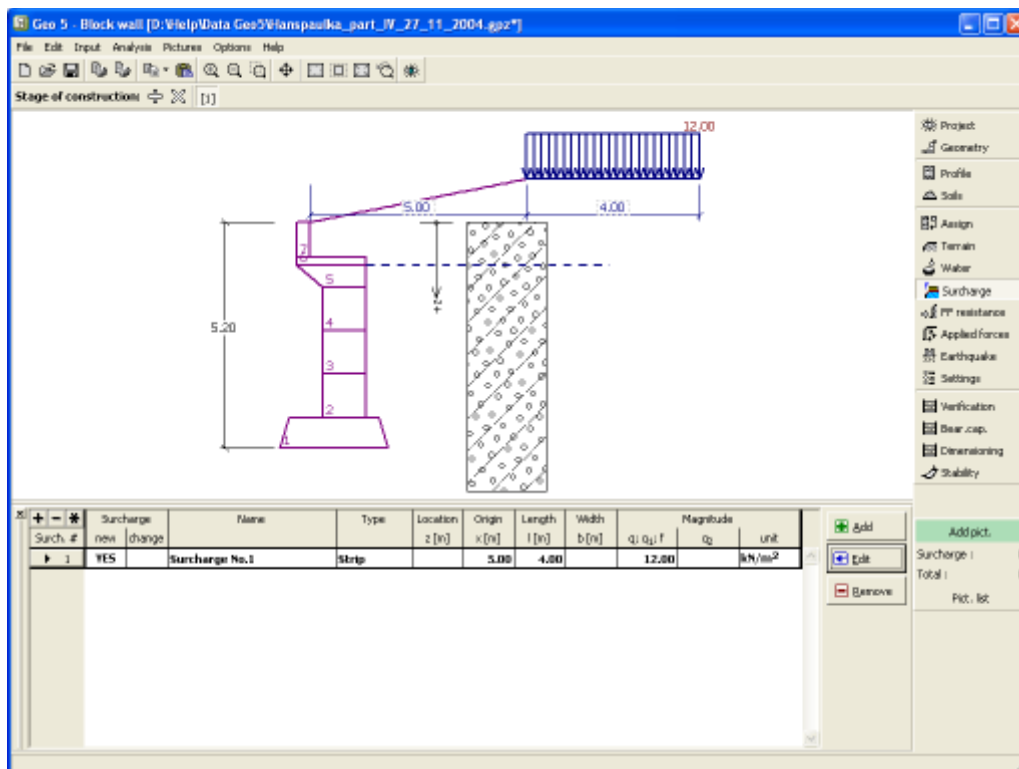 Geo 5 - Block wall [D:\Help\Data Geo5\Hanspaulka_part_IV_27_11_2004.gpz*]
File Edit Input Analysis Pictures Options Help
Stage of construction: [1]
12.00
5.00 4.00
5.20
+z
7
6
5
4
3
2
1
Project
Geometry
Profile
Soils
Assign
Terrain
Water
Surcharge
FF resistance
Applied forces
Earthquake
Settings
Verification
Bear.cap.
Dimensioning
Stability
Surcharge Name Type Location Origin Length Width Magnitude
Surch. # new change z [m] x [m] l [m] b [m] q; q₁; f q₂ unit
1 YES Surcharge No.1 Strip 5.00 4.00 12.00 kN/m²
Add
Edit
Remove
Add pict.
Surcharge :
Total :
Pict. list